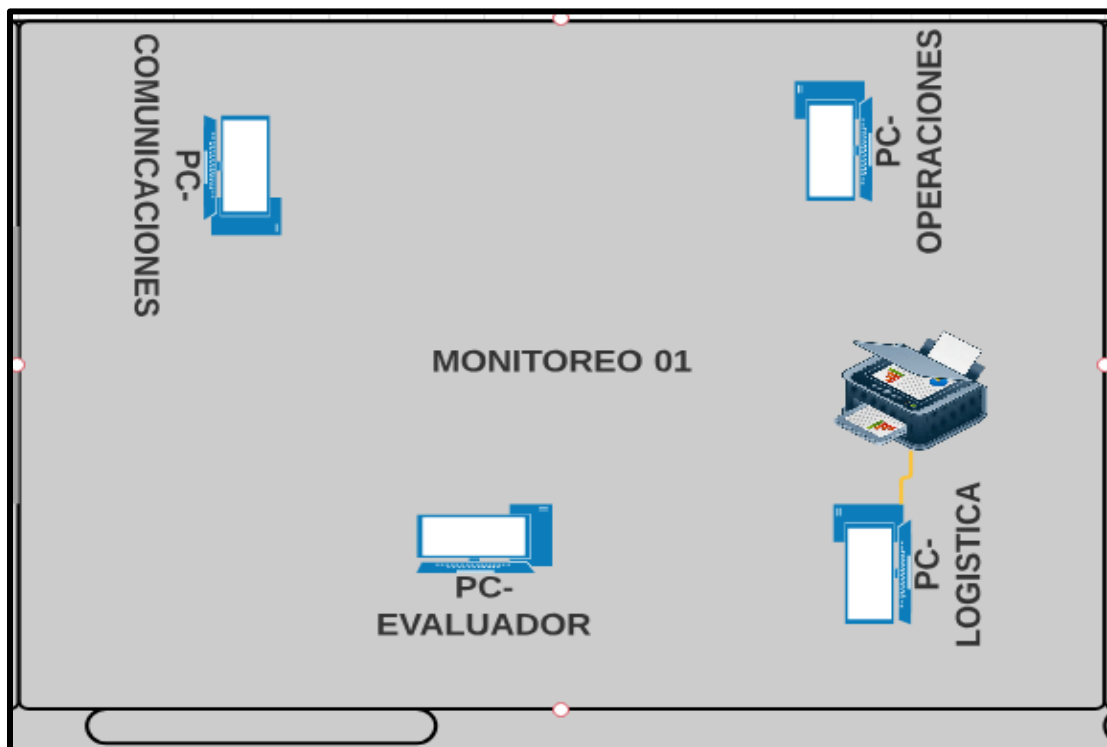 PC-
COMUNICACIONES
PC-
OPERACIONES
MONITOREO 01
PC-
EVALUADOR
PC-
LOGISTICA